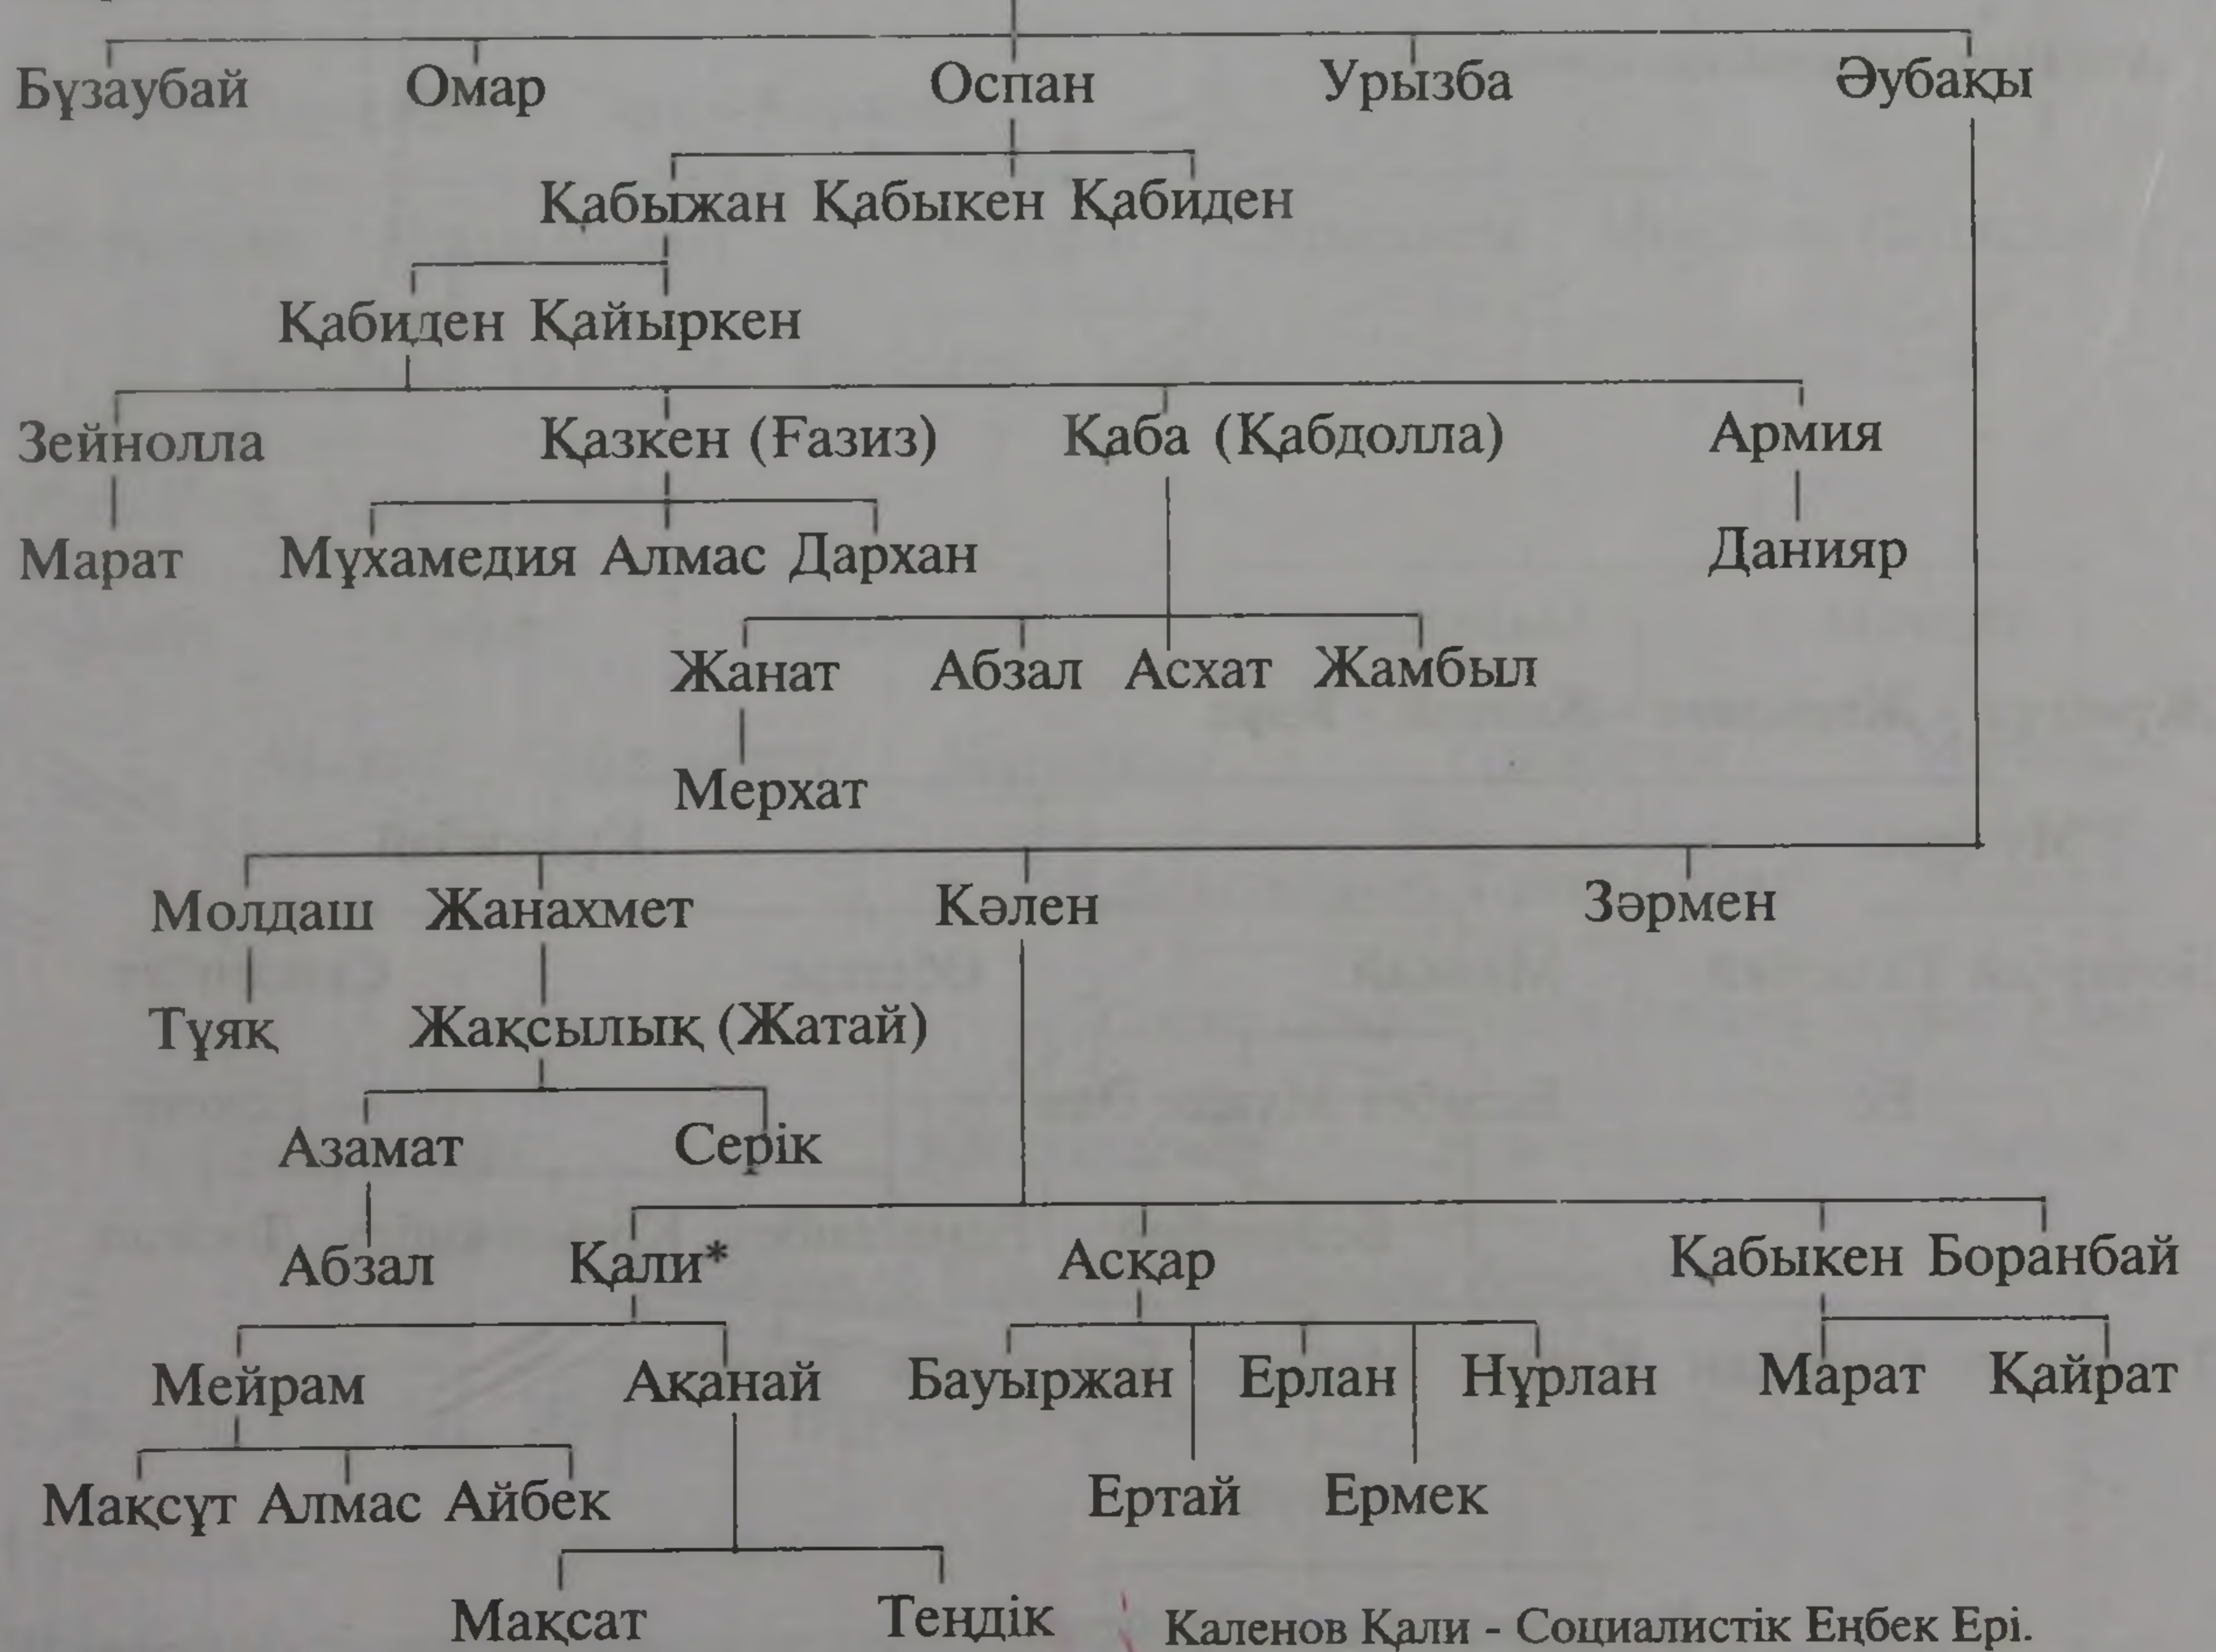 Бұзаубай Омар Оспан Урызба Әубақы
Қабыжан Қабыкен Қабиден
Қабиден Қайыркен
Зейнолла Қазкен (Ғазиз) Қаба (Қабдолла) Армия
Марат Мұхамедия Алмас Дархан Данияр
Жанат Абзал Асхат Жамбыл
Мерхат
Молдаш Жанахмет Кәлен Зәрмен
Тұяқ Жақсылық (Жатай)
Азамат Серік
Абзал Қали* Асқар Қабыкен Боранбай
Мейрам Ақанай Бауыржан Ерлан Нұрлан Марат Қайрат
Мақсұт Алмас Айбек Ертай Ермек
Мақсат Теңдік Каленов Қали - Социалистік Еңбек Ері.